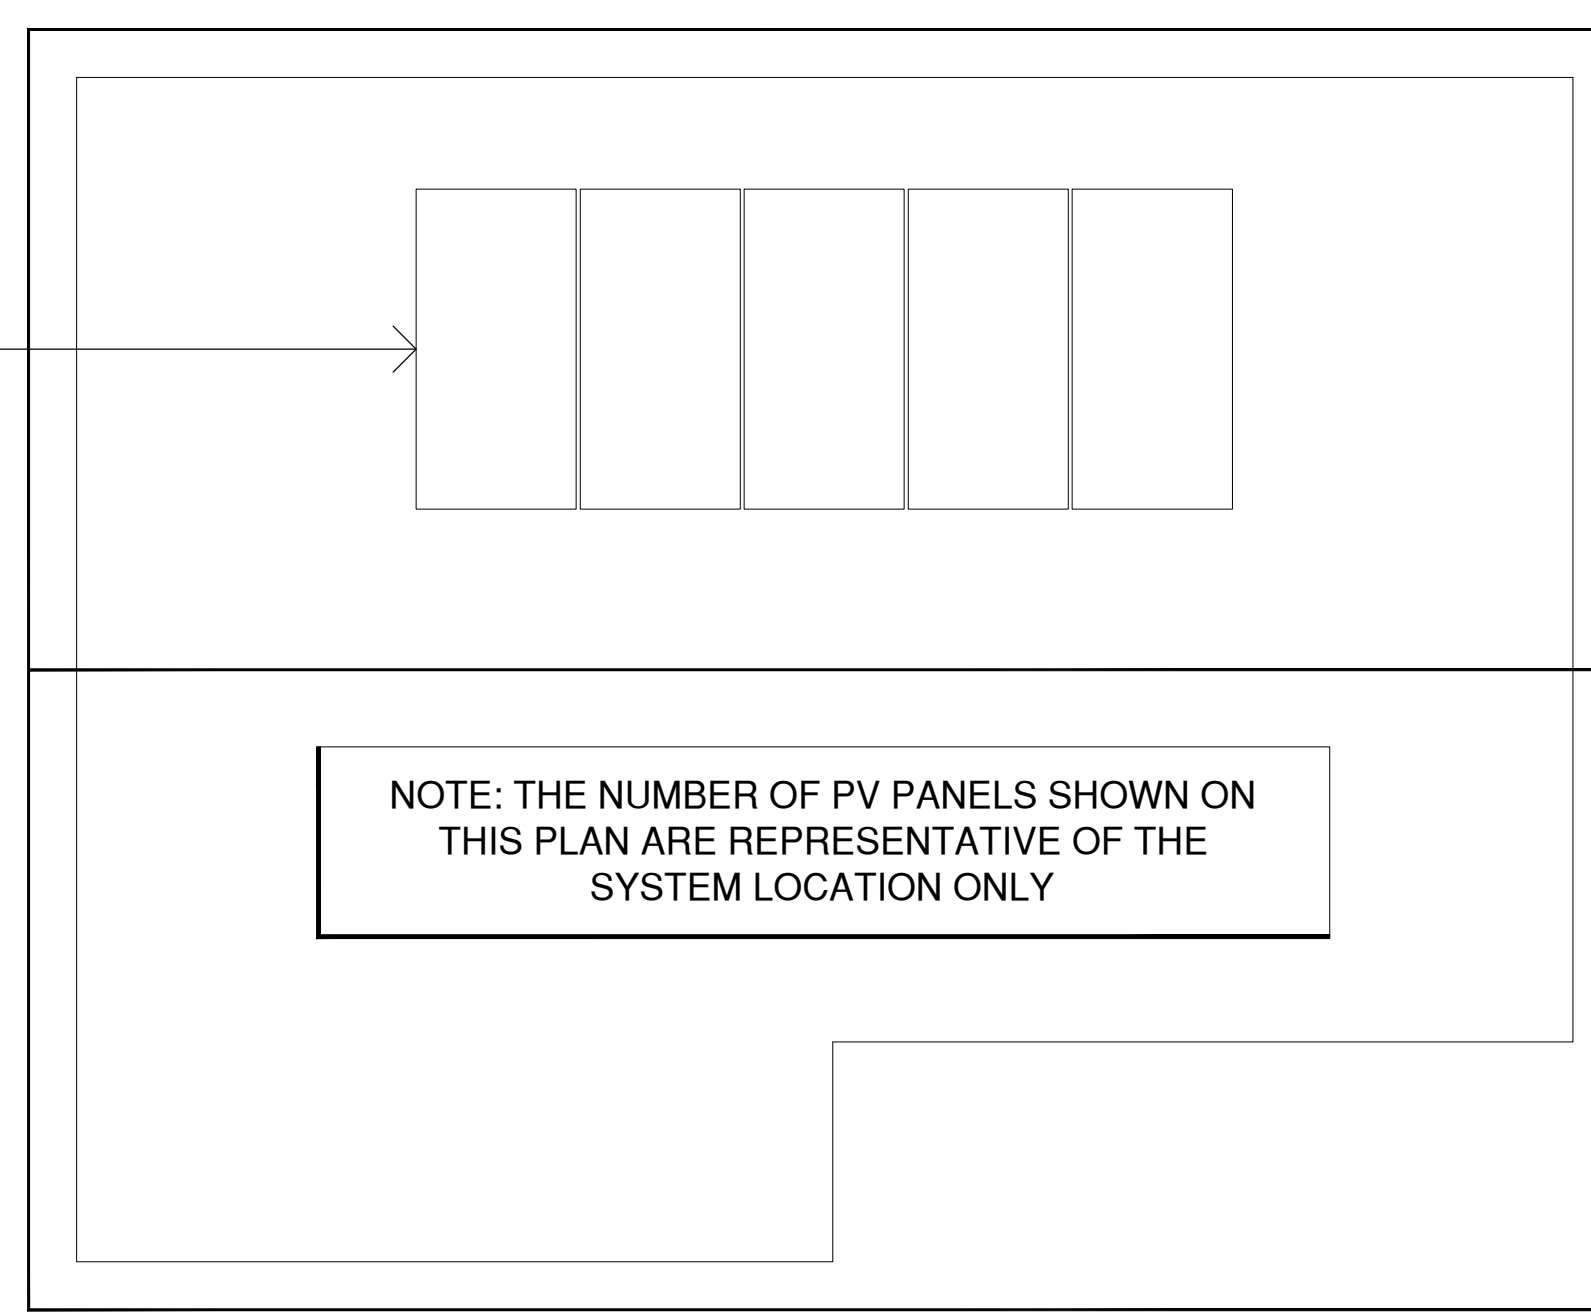 NOTE: THE NUMBER OF PV PANELS SHOWN ON
THIS PLAN ARE REPRESENTATIVE OF THE
SYSTEM LOCATION ONLY